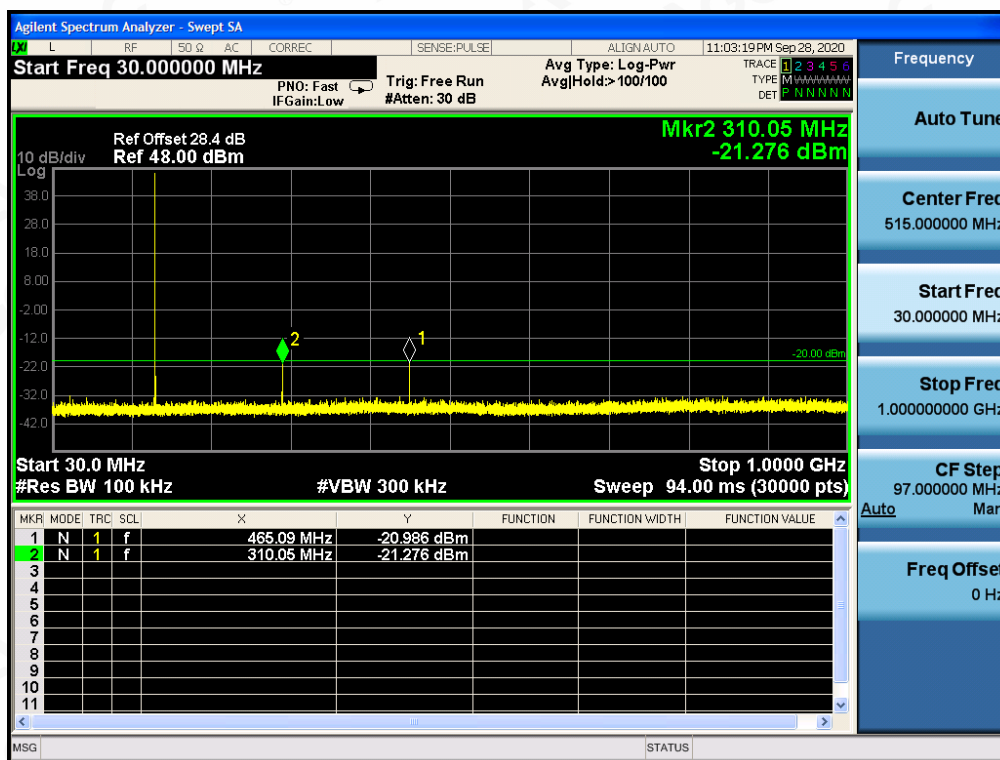 Agilent Spectrum Analyzer - Swept SA
LXI L RF 50 Ω AC CORREC SENSE:PULSE ALIGN AUTO 11:03:19 PM Sep 28, 2020
Start Freq 30.000000 MHz
PNO: Fast
IFGain:Low
Trig: Free Run
#Atten: 30 dB
Avg Type: Log-Pwr
Avg|Hold:>100/100
TRACE 1 2 3 4 5 6
TYPE M
DET P N N N N N
Mkr2 310.05 MHz
-21.276 dBm
Ref Offset 28.4 dB
10 dB/div Ref 48.00 dBm
Log
38.0
28.0
18.0
8.00
-2.00
-12.0
-22.0
-32.0
-42.0
2
1
-20.00 dBm
Start 30.0 MHz Stop 1.0000 GHz
#Res BW 100 kHz #VBW 300 kHz Sweep 94.00 ms (30000 pts)
MKR MODE TRC SCL X Y FUNCTION FUNCTION WIDTH FUNCTION VALUE
1 N 1 f 465.09 MHz -20.986 dBm
2 N 1 f 310.05 MHz -21.276 dBm
3
4
5
6
7
8
9
10
11
MSG STATUS
Frequency
Auto Tune
Center Freq
515.000000 MHz
Start Freq
30.000000 MHz
Stop Freq
1.000000000 GHz
CF Step
97.000000 MHz
Auto Man
Freq Offset
0 Hz